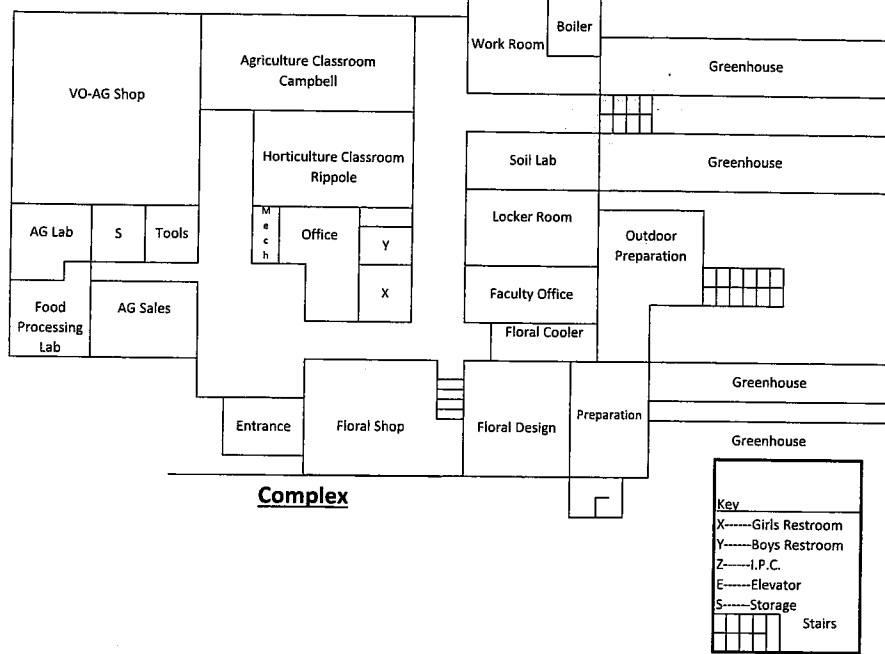 Boiler
Work Room
Agriculture Classroom
Campbell
Greenhouse
VO-AG Shop
Horticulture Classroom
Rippole
Soil Lab
Greenhouse
Mech
AG Lab
S
Tools
Office
Y
Locker Room
Outdoor
Preparation
X
Faculty Office
Food
Processing
Lab
AG Sales
Floral Cooler
Greenhouse
Entrance
Floral Shop
Floral Design
Preparation
Greenhouse
Complex
Key
X------Girls Restroom
Y------Boys Restroom
Z------I.P.C.
E------Elevator
S------Storage
Stairs